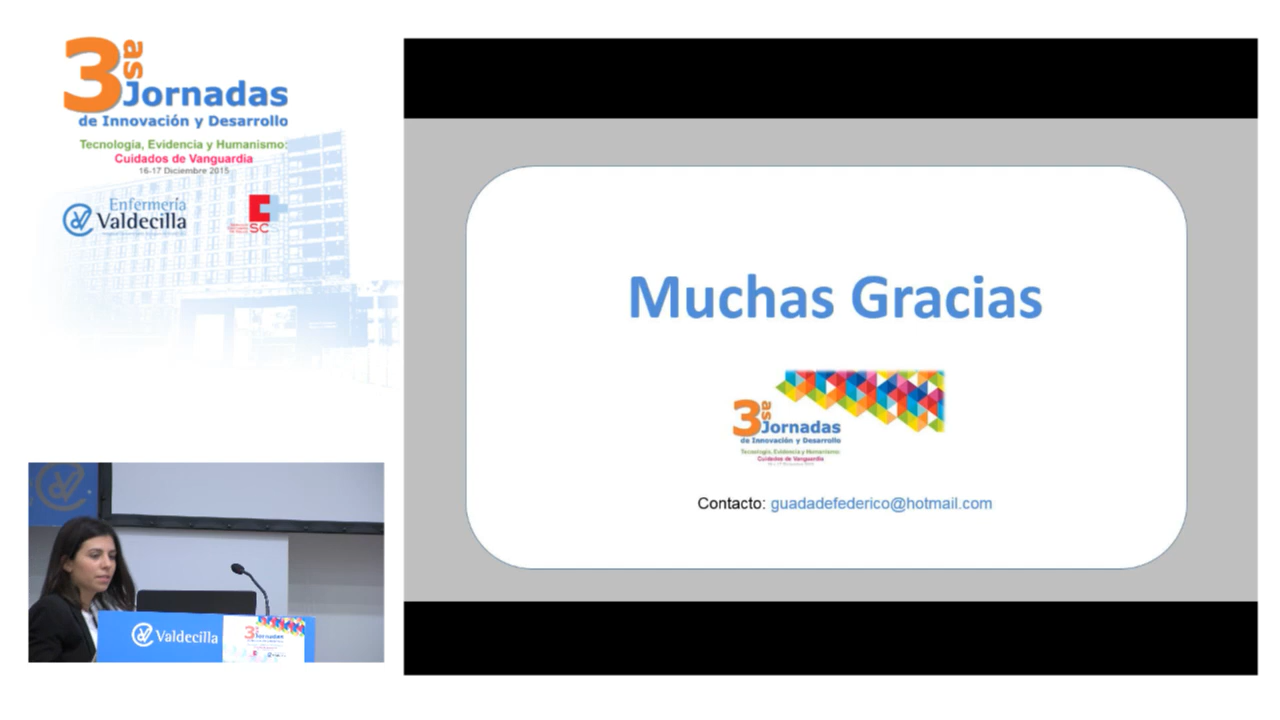 3as Jornadas
de Innovación y Desarrollo
Tecnología, Evidencia y Humanismo:
Cuidados de Vanguardia
16-17 Diciembre 2015
Enfermería
Valdecilla
SC
Muchas Gracias
3as Jornadas
de Innovación y Desarrollo
Tecnología, Evidencia y Humanismo:
Cuidados de Vanguardia
Contacto: guadadefederico@hotmail.com
Valdecilla
3as Jornadas